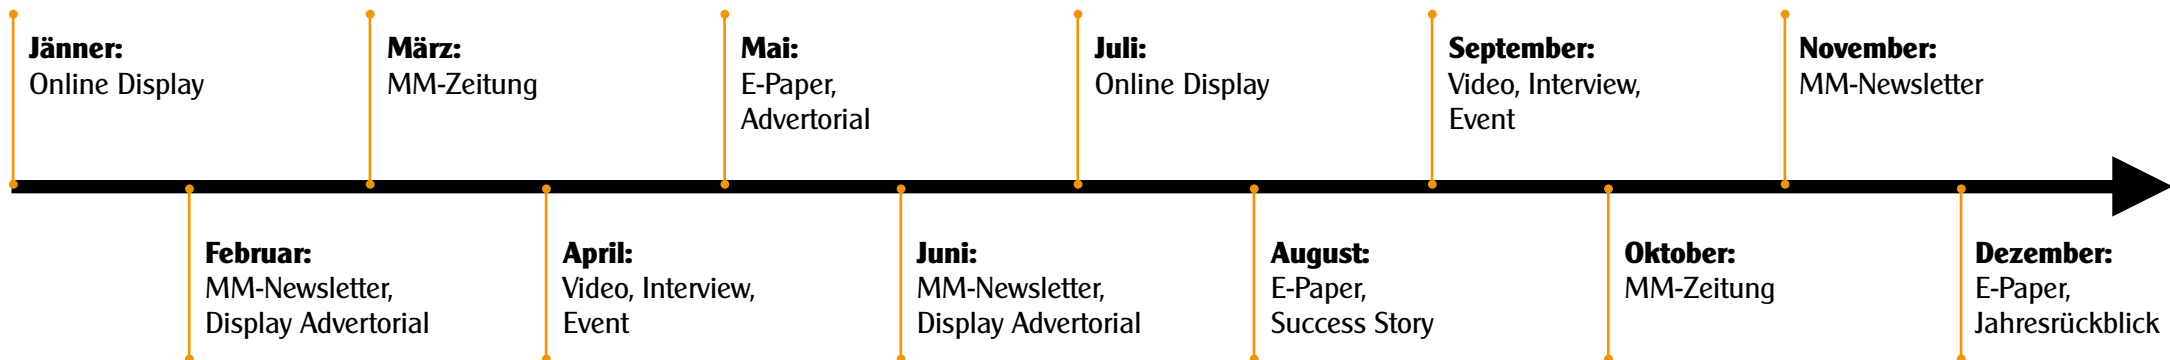 Jänner:
Online Display
März:
MM-Zeitung
Mai:
E-Paper,
Advertorial
Juli:
Online Display
September:
Video, Interview,
Event
November:
MM-Newsletter
Februar:
MM-Newsletter,
Display Advertorial
April:
Video, Interview,
Event
Juni:
MM-Newsletter,
Display Advertorial
August:
E-Paper,
Success Story
Oktober:
MM-Zeitung
Dezember:
E-Paper,
Jahresrückblick